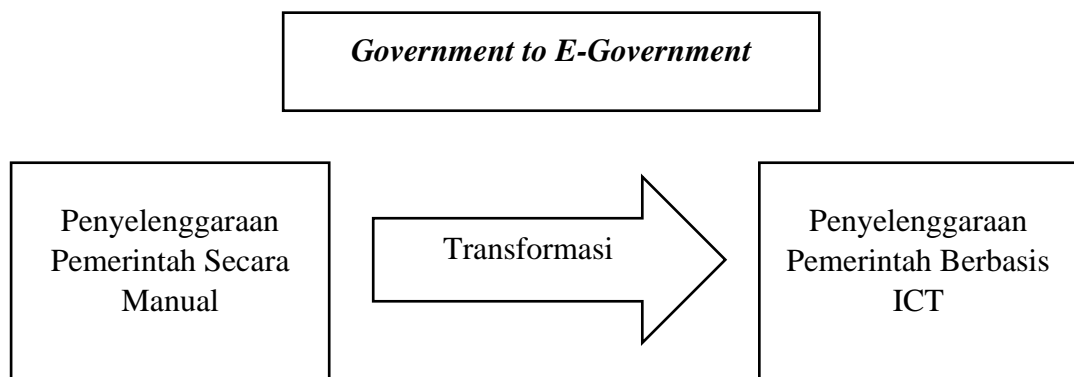 Government to E-Government
Penyelenggaraan
Pemerintah Secara
Manual
Transformasi
Penyelenggaraan
Pemerintah Berbasis
ICT